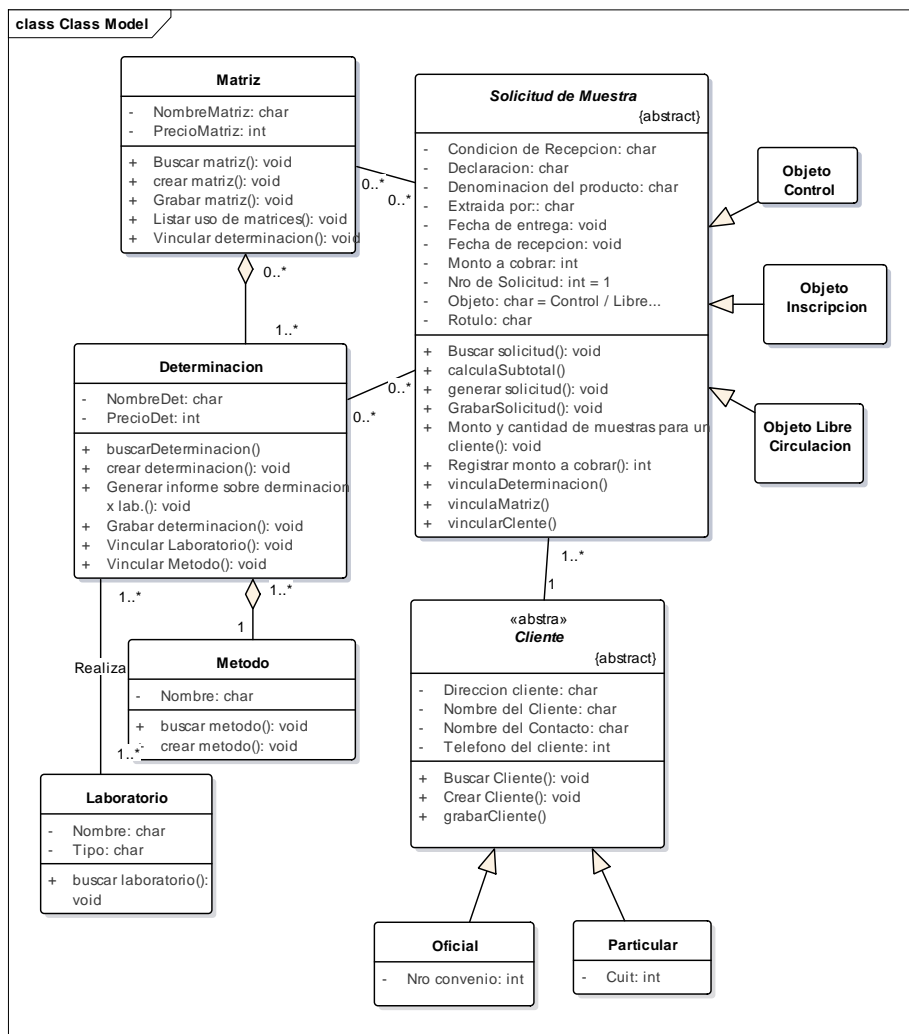 class Class Model
Matriz
- NombreMatriz: char
- PrecioMatriz: int
+ Buscar matriz(): void
+ crear matriz(): void
+ Grabar matriz(): void
+ Listar uso de matrices(): void
+ Vincular determinacion(): void
Solicitud de Muestra
{abstract}
- Condicion de Recepcion: char
- Declaracion: char
- Denominacion del producto: char
- Extraida por:: char
- Fecha de entrega: void
- Fecha de recepcion: void
- Monto a cobrar: int
- Nro de Solicitud: int = 1
- Objeto: char = Control / Libre...
- Rotulo: char
+ Buscar solicitud(): void
+ calculaSubtotal()
+ generar solicitud(): void
+ GrabarSolicitud(): void
+ Monto y cantidad de muestras para un
cliente(): void
+ Registrar monto a cobrar(): int
+ vinculaDeterminacion()
+ vinculaMatriz()
+ vincularClente()
Objeto
Control
Objeto
Inscripcion
Objeto Libre
Circulacion
0..*
0..*
0..*
1..*
Determinacion
- NombreDet: char
- PrecioDet: int
+ buscarDeterminacion()
+ crear determinacion(): void
+ Generar informe sobre derminacion
x lab.(): void
+ Grabar determinacion(): void
+ Vincular Laboratorio(): void
+ Vincular Metodo(): void
0..*
0..*
1..*
1..*
1
Realiza
1..*
Metodo
- Nombre: char
+ buscar metodo(): void
+ crear metodo(): void
Laboratorio
- Nombre: char
- Tipo: char
+ buscar laboratorio():
void
1..*
1
«abstra»
Cliente
{abstract}
- Direccion cliente: char
- Nombre del Cliente: char
- Nombre del Contacto: char
- Telefono del cliente: int
+ Buscar Cliente(): void
+ Crear Cliente(): void
+ grabarCliente()
Oficial
- Nro convenio: int
Particular
- Cuit: int